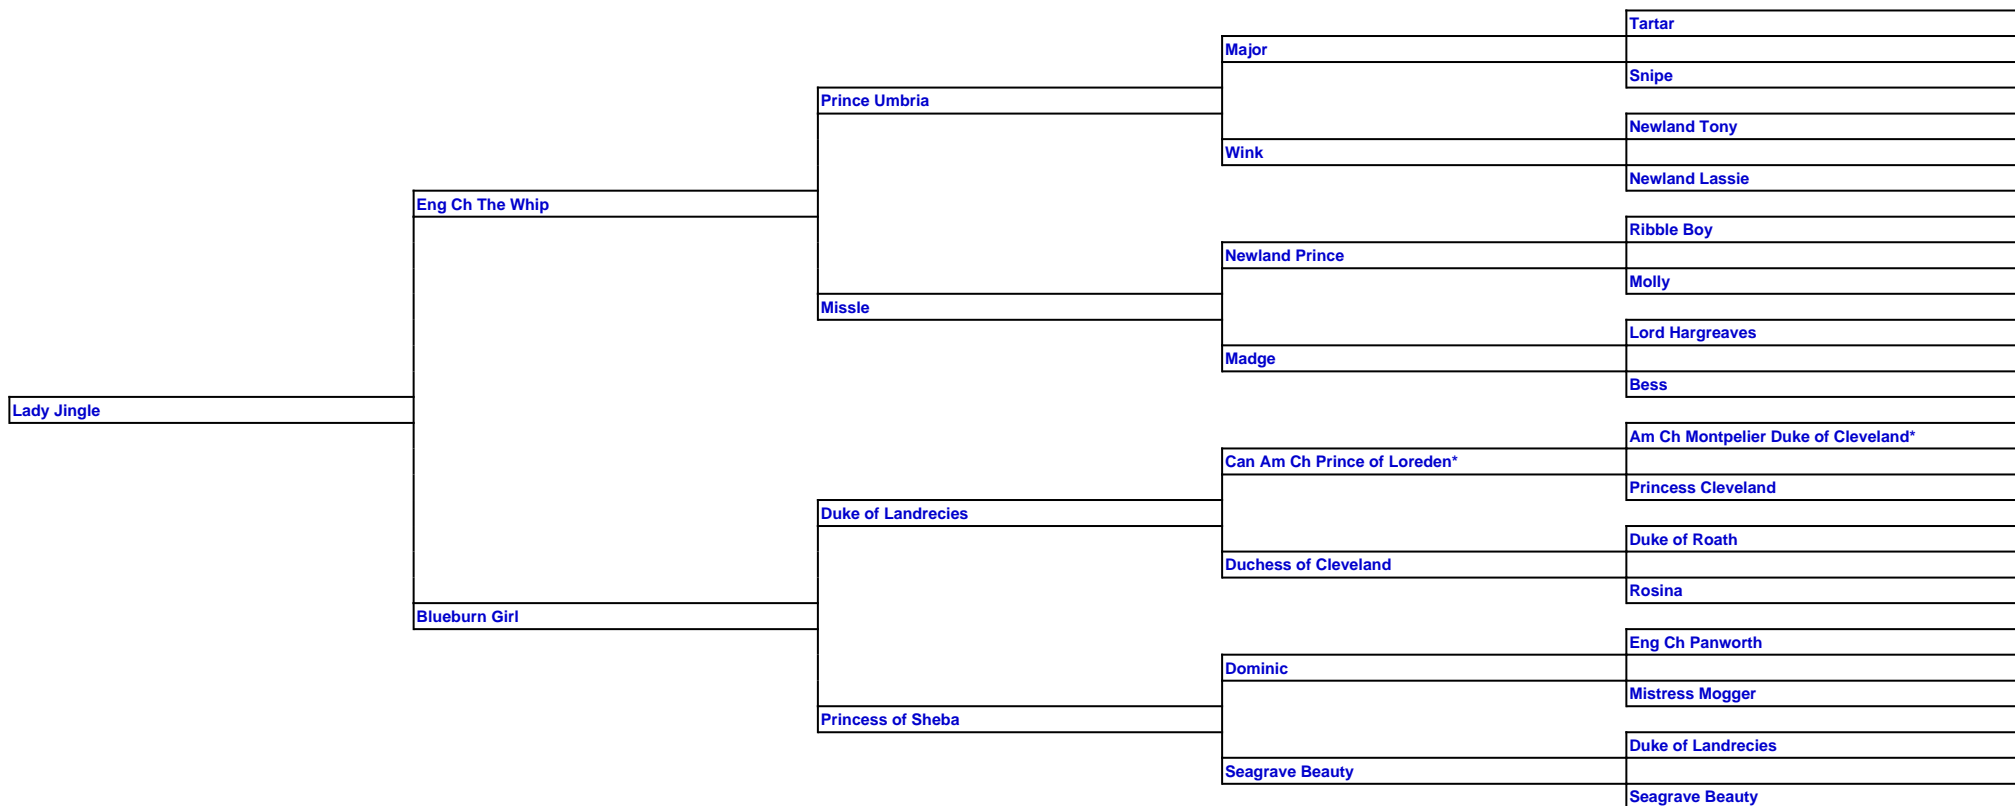 Tartar
Major
Snipe
Prince Umbria
Newland Tony
Wink
Newland Lassie
Eng Ch The Whip
Ribble Boy
Newland Prince
Molly
Missle
Lord Hargreaves
Madge
Bess
Lady Jingle
Am Ch Montpelier Duke of Cleveland*
Can Am Ch Prince of Loreden*
Princess Cleveland
Duke of Landrecies
Duke of Roath
Duchess of Cleveland
Rosina
Blueburn Girl
Eng Ch Panworth
Dominic
Mistress Mogger
Princess of Sheba
Duke of Landrecies
Seagrave Beauty
Seagrave Beauty